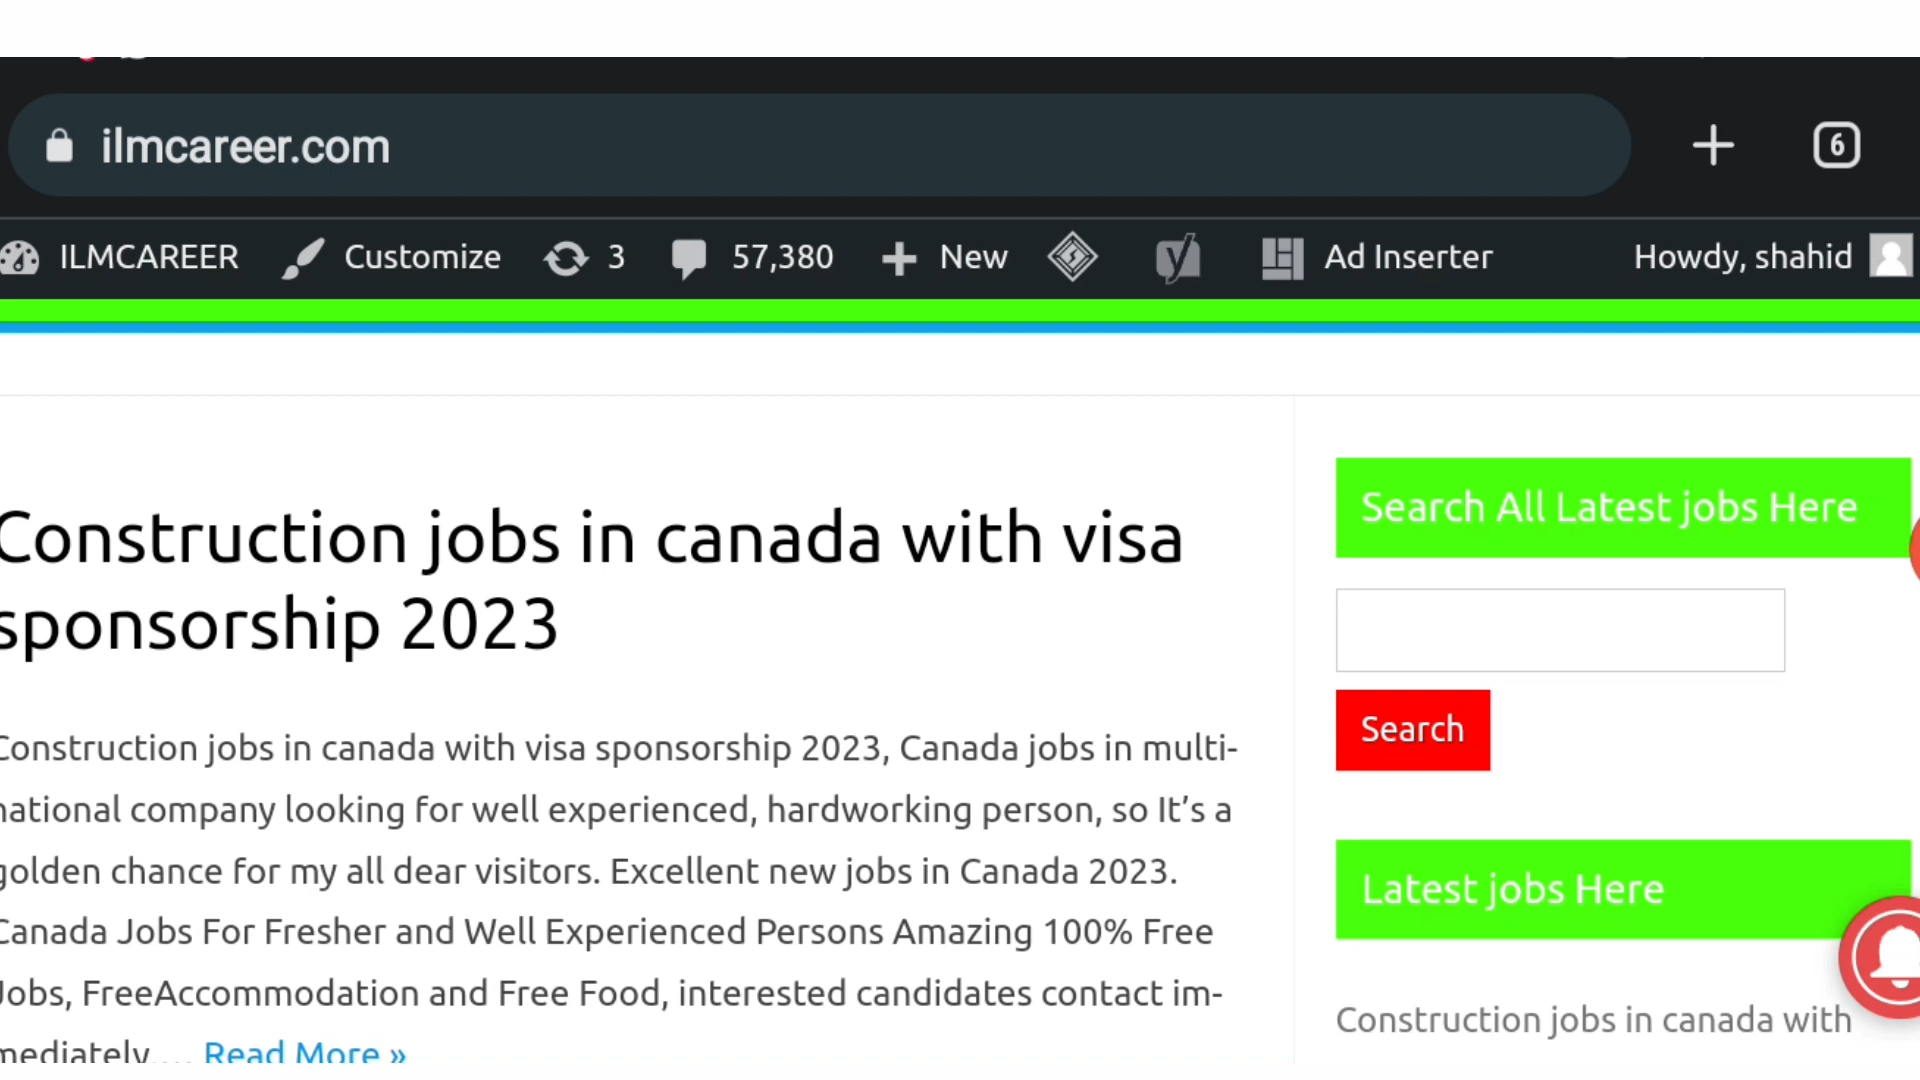 ilmcareer.com
6
ILMCAREER Customize 3 57,380 New Ad Inserter Howdy, shahid
Construction jobs in canada with visa
sponsorship 2023
Construction jobs in canada with visa sponsorship 2023, Canada jobs in multi-
national company looking for well experienced, hardworking person, so It's a
golden chance for my all dear visitors. Excellent new jobs in Canada 2023.
Canada Jobs For Fresher and Well Experienced Persons Amazing 100% Free
Jobs, FreeAccommodation and Free Food, interested candidates contact im-
mediately.... Read More »
Search All Latest jobs Here
Search
Latest jobs Here
Construction jobs in canada with